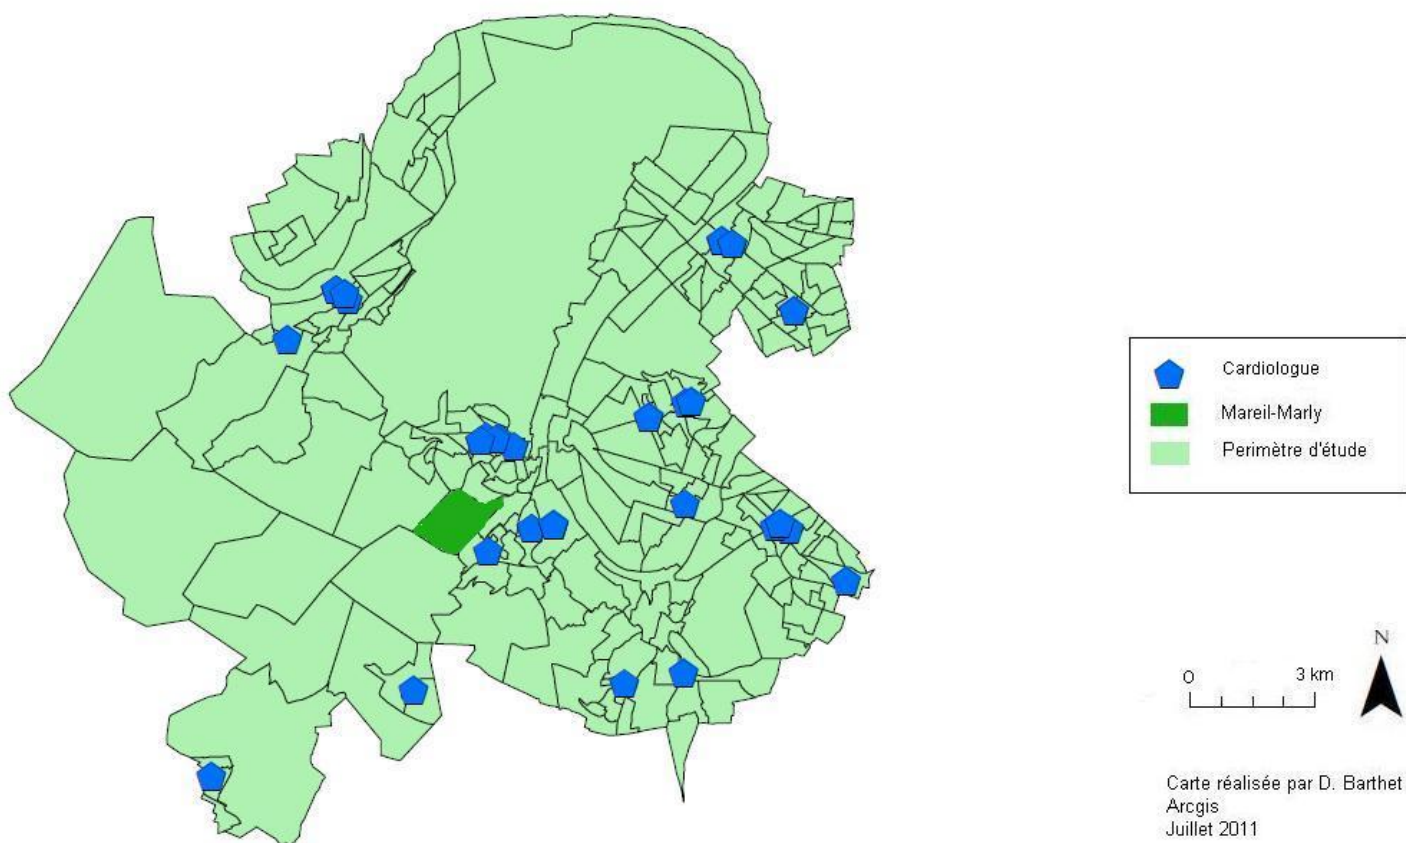 Cardiologue
Mareil-Marly
Perimètre d'étude
N
0 3 km
Carte réalisée par D. Barthet
Arcgis
Juillet 2011